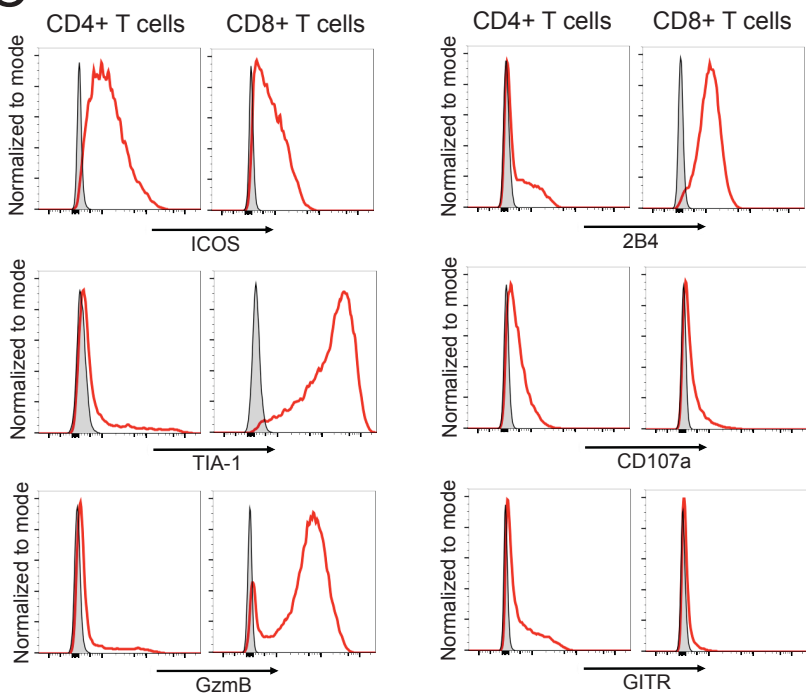 CD4+ T cells CD8+ T cells
Normalized to mode
ICOS
Normalized to mode
TIA-1
Normalized to mode
GzmB
CD4+ T cells CD8+ T cells
Normalized to mode
2B4
Normalized to mode
CD107a
Normalized to mode
GITR